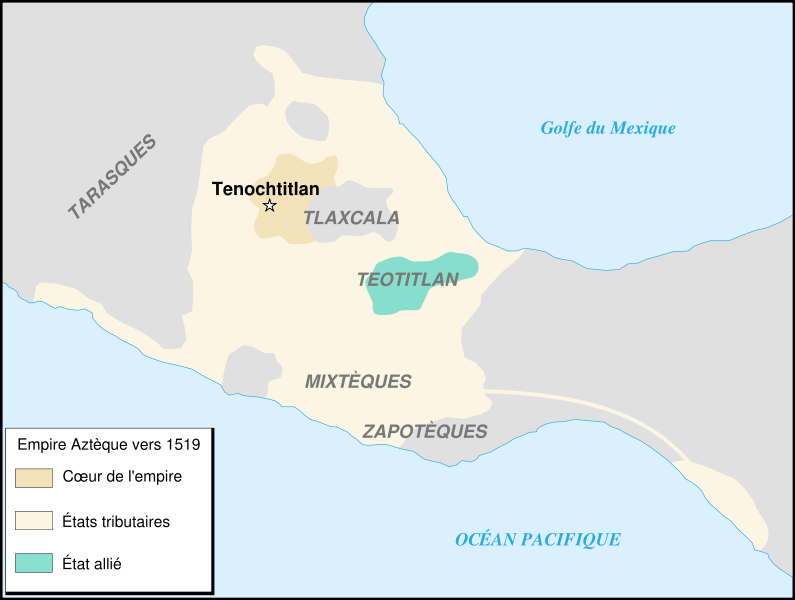 Golfe du Mexique
TARASQUES
Tenochtitlan
TLAXCALA
TEOTITLAN
MIXTÈQUES
ZAPOTÈQUES
Empire Aztèque vers 1519
Cœur de l'empire
États tributaires
État allié
OCÉAN PACIFIQUE